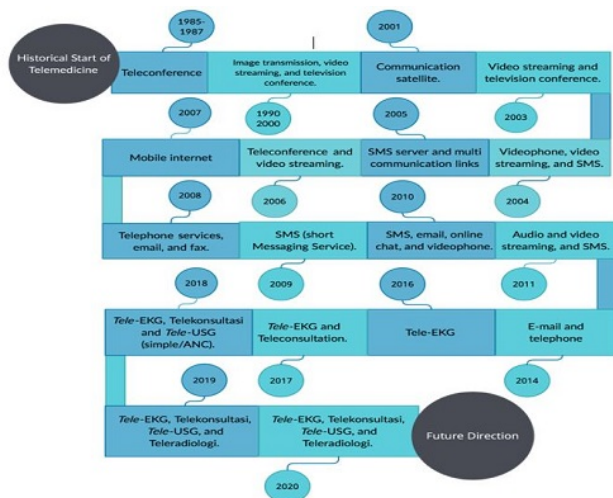 1985-
1987
2001
Historical Start of
Telemedicine
Teleconference
Image transmission, video
streaming, and television
conference.
Communication
satellite.
Video streaming and
television conference.
2007
1990
2000
2005
2003
Mobile internet
Teleconference and
video streaming.
SMS server and multi
communication links
Videophone, video
streaming, and SMS.
2008
2006
2010
2004
Telephone services,
email, and fax.
SMS (short
Messaging Service).
SMS, email, online
chat, and videophone.
Audio and video
streaming, and SMS.
2018
2009
2016
2011
Tele-EKG, Telekonsultasi
and Tele-USG
(simple/ANC).
Tele-EKG and
Teleconsultation.
Tele-EKG
E-mail and
telephone
2019
2017
2014
Tele-EKG, Telekonsultasi,
Tele-USG, and
Teleradiologi.
Tele-EKG, Telekonsultasi,
Tele-USG, and
Teleradiologi.
Future Direction
2020